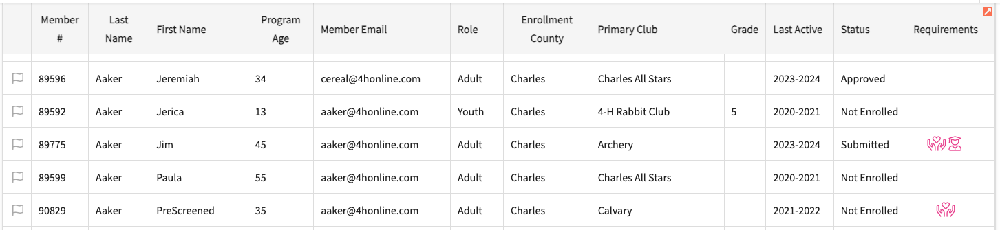 Member # Last Name First Name Program Age Member Email Role Enrollment County Primary Club Grade Last Active Status Requirements
89596 Aaker Jeremiah 34 cereal@4honline.com Adult Charles Charles All Stars 2023-2024 Approved
89592 Aaker Jerica 13 aaker@4honline.com Youth Charles 4-H Rabbit Club 5 2020-2021 Not Enrolled
89775 Aaker Jim 45 aaker@4honline.com Adult Charles Archery 2023-2024 Submitted
89599 Aaker Paula 55 aaker@4honline.com Adult Charles Charles All Stars 2020-2021 Not Enrolled
90829 Aaker PreScreened 35 aaker@4honline.com Adult Charles Calvary 2021-2022 Not Enrolled